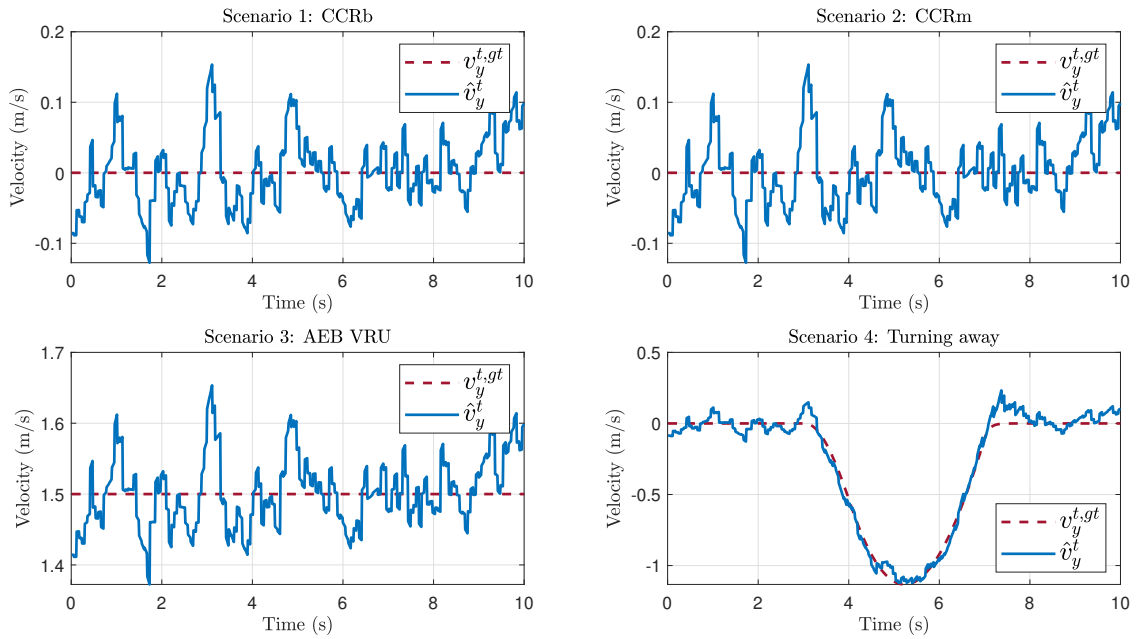 Scenario 1: CCRb
Velocity (m/s)
0.2
0.1
0
-0.1
0 2 4 6 8 10
Time (s)
v_y^{t,gt}
v̂_y^t
Scenario 2: CCRm
Velocity (m/s)
0.2
0.1
0
-0.1
0 2 4 6 8 10
Time (s)
v_y^{t,gt}
v̂_y^t
Scenario 3: AEB VRU
Velocity (m/s)
1.7
1.6
1.5
1.4
0 2 4 6 8 10
Time (s)
v_y^{t,gt}
v̂_y^t
Scenario 4: Turning away
Velocity (m/s)
0.5
0
-0.5
-1
0 2 4 6 8 10
Time (s)
v_y^{t,gt}
v̂_y^t